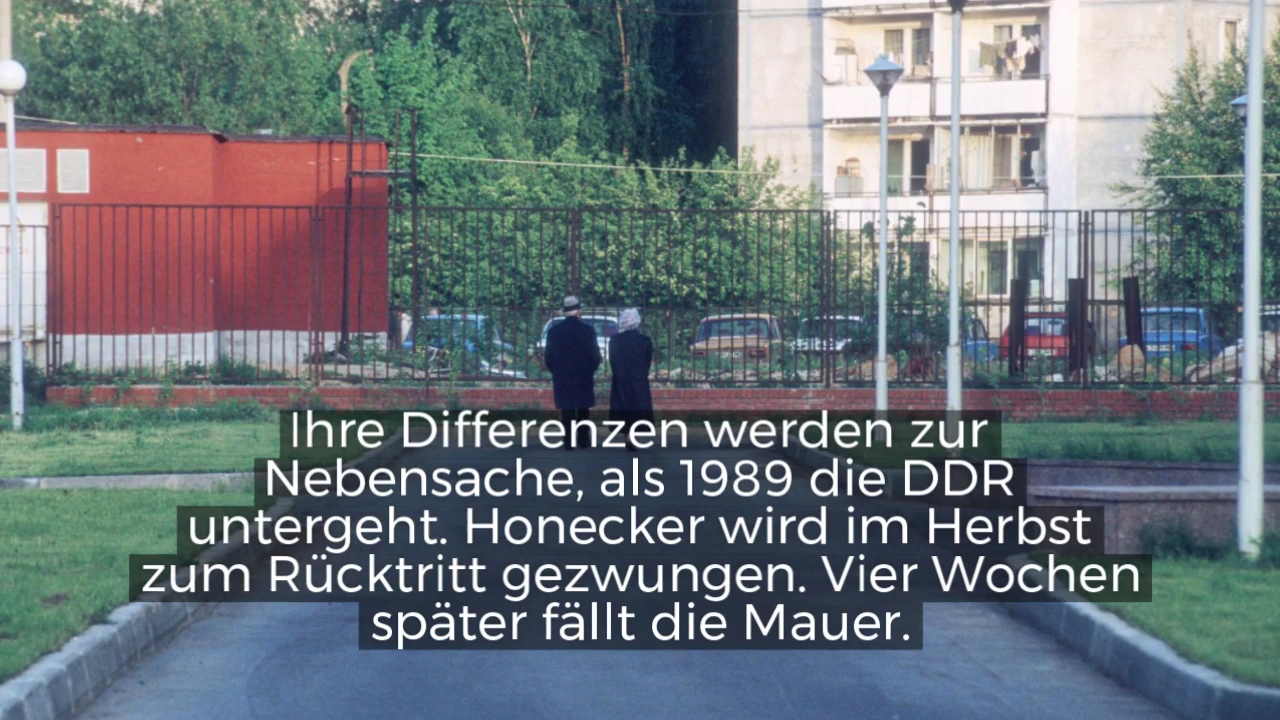 Ihre Differenzen werden zur
Nebensache, als 1989 die DDR
untergeht. Honecker wird im Herbst
zum Rücktritt gezwungen. Vier Wochen
später fällt die Mauer.